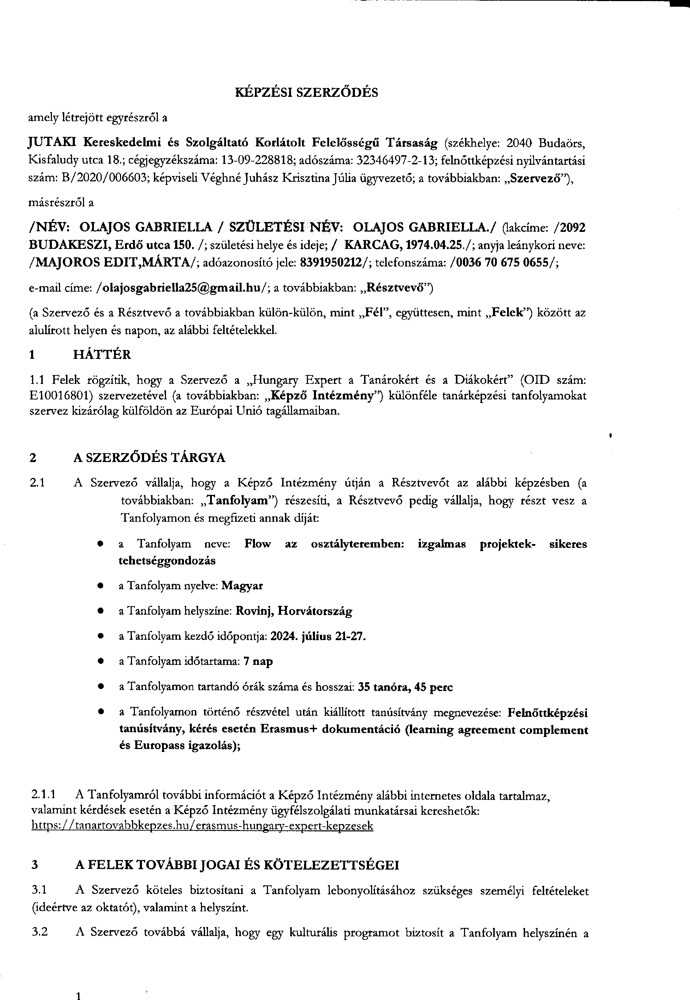 KÉPZÉSI SZERZŐDÉS
amely létrejött egyrészről a
JUTAKI Kereskedelmi és Szolgáltató Korlátolt Felelősségű Társaság (székhelye: 2040 Budaörs,
Kisfaludy utca 18.; cégjegyzékszáma: 13-09-228818; adószáma: 32346497-2-13; felnőttképzési nyilvántartási
szám: B/2020/006603; képviseli Véghné Juhász Krisztina Júlia ügyvezető; a továbbiakban: „Szervező”),
másrészről a
/NÉV: OLAJOS GABRIELLA / SZÜLETÉSI NÉV: OLAJOS GABRIELLA./ (lakcíme: /2092
BUDAKESZI, Erdő utca 150. /; születési helye és ideje; / KARCAG, 1974.04.25./; anyja leánykori neve:
/MAJOROS EDIT,MÁRTA/; adóazonosító jele: 8391950212/; telefonszáma: /0036 70 675 0655/;
e-mail címe: /olajosgabriella25@gmail.hu/; a továbbiakban: „Résztvevő”)
(a Szervező és a Résztvevő a továbbiakban külön-külön, mint „Fél”, együttesen, mint „Felek”) között az
alulírott helyen és napon, az alábbi feltételekkel.
1 HÁTTÉR
1.1 Felek rögzítik, hogy a Szervező a „Hungary Expert a Tanárokért és a Diákokért” (OID szám:
E10016801) szervezetével (a továbbiakban: „Képző Intézmény”) különféle tanárképzési tanfolyamokat
szervez kizárólag külföldön az Európai Unió tagállamaiban.
2 A SZERZŐDÉS TÁRGYA
2.1 A Szervező vállalja, hogy a Képző Intézmény útján a Résztvevőt az alábbi képzésben (a
továbbiakban: „Tanfolyam”) részesíti, a Résztvevő pedig vállalja, hogy részt vesz a
Tanfolyamon és megfizeti annak díját:
• a Tanfolyam neve: Flow az osztályteremben: izgalmas projektek- sikeres
tehetséggondozás
• a Tanfolyam nyelve: Magyar
• a Tanfolyam helyszíne: Rovinj, Horvátország
• a Tanfolyam kezdő időpontja: 2024. július 21-27.
• a Tanfolyam időtartama: 7 nap
• a Tanfolyamon tartandó órák száma és hosszai: 35 tanóra, 45 perc
• a Tanfolyamon történő részvétel után kiállított tanúsítvány megnevezése: Felnőttképzési
tanúsítvány, kérés esetén Erasmus+ dokumentáció (learning agreement complement
és Europass igazolás);
2.1.1 A Tanfolyamról további információt a Képző Intézmény alábbi internetes oldala tartalmaz,
valamint kérdések esetén a Képző Intézmény ügyfélszolgálati munkatársai kereshetők:
https://tanartovabbkepzes.hu/erasmus-hungary-expert-kepzesek
3 A FELEK TOVÁBBI JOGAI ÉS KÖTELEZETTSÉGEI
3.1 A Szervező köteles biztosítani a Tanfolyam lebonyolításához szükséges személyi feltételeket
(ideértve az oktatót), valamint a helyszínt.
3.2 A Szervező továbbá vállalja, hogy egy kulturális programot biztosít a Tanfolyam helyszínén a
1